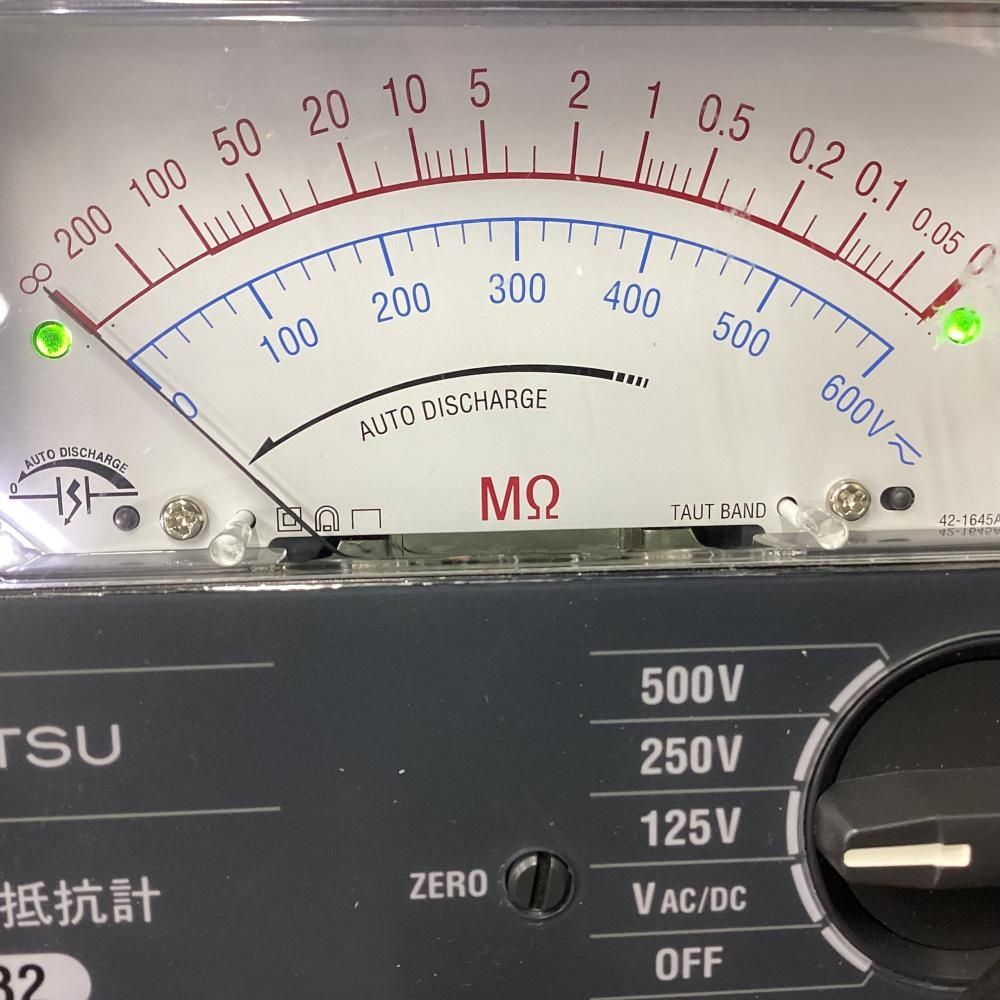 ∞ 200 100 50 20 10 5 2 1 0.5 0.2 0.1 0.05 0
0 100 200 300 400 500 600V
AUTO DISCHARGE
AUTO DISCHARGE
0
MΩ
TAUT BAND
42-1645A
500V
250V
TSU
125V
ZERO
V AC/DC
抵抗計
OFF
32